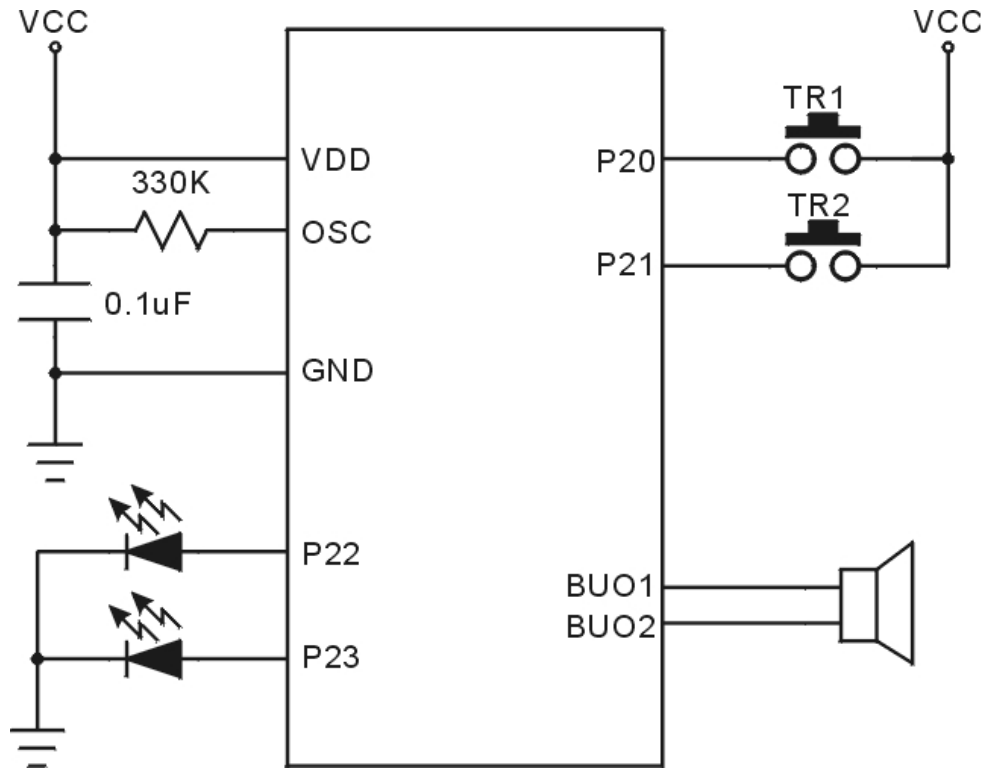 VCC
VCC
TR1
VDD
P20
330K
TR2
OSC
P21
0.1uF
GND
P22
BUO1
BUO2
P23